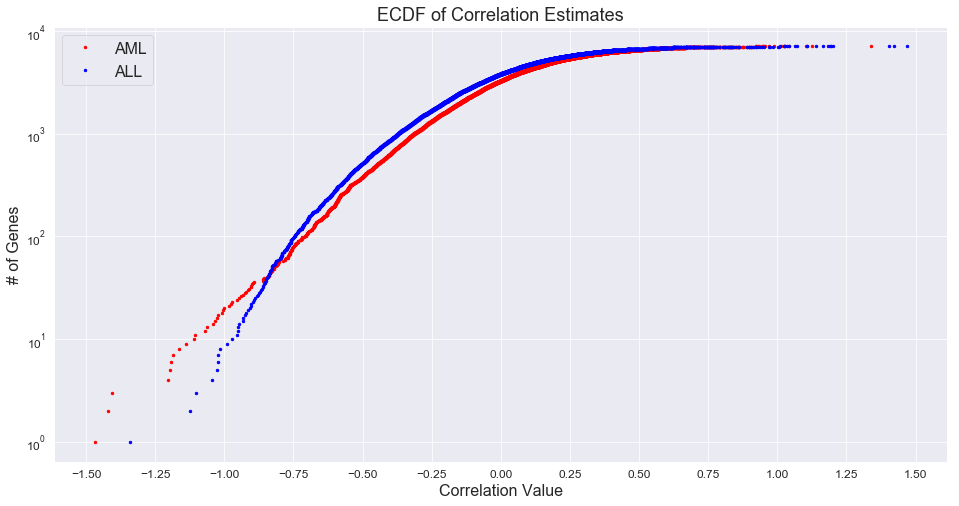 ECDF of Correlation Estimates
AML
ALL
# of Genes
10^4
10^3
10^2
10^1
10^0
−1.50 −1.25 −1.00 −0.75 −0.50 −0.25 0.00 0.25 0.50 0.75 1.00 1.25 1.50
Correlation Value